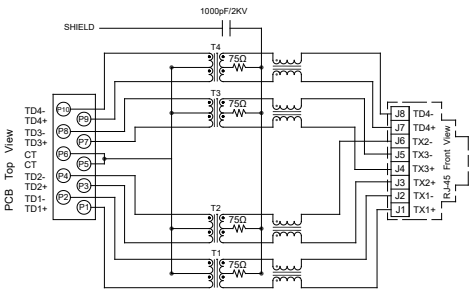 1000pF/2KV
SHIELD
T4
75Ω
T3
75Ω
T2
75Ω
T1
75Ω
PCB Top View
TD4- P10
TD4+ P9
TD3- P8
TD3+ P7
CT P6
CT P5
TD2- P4
TD2+ P3
TD1- P2
TD1+ P1
J8 TD4-
J7 TD4+
J6 TX2-
J5 TX3-
J4 TX3+
J3 TX2+
J2 TX1-
J1 TX1+
RJ-45 Front View